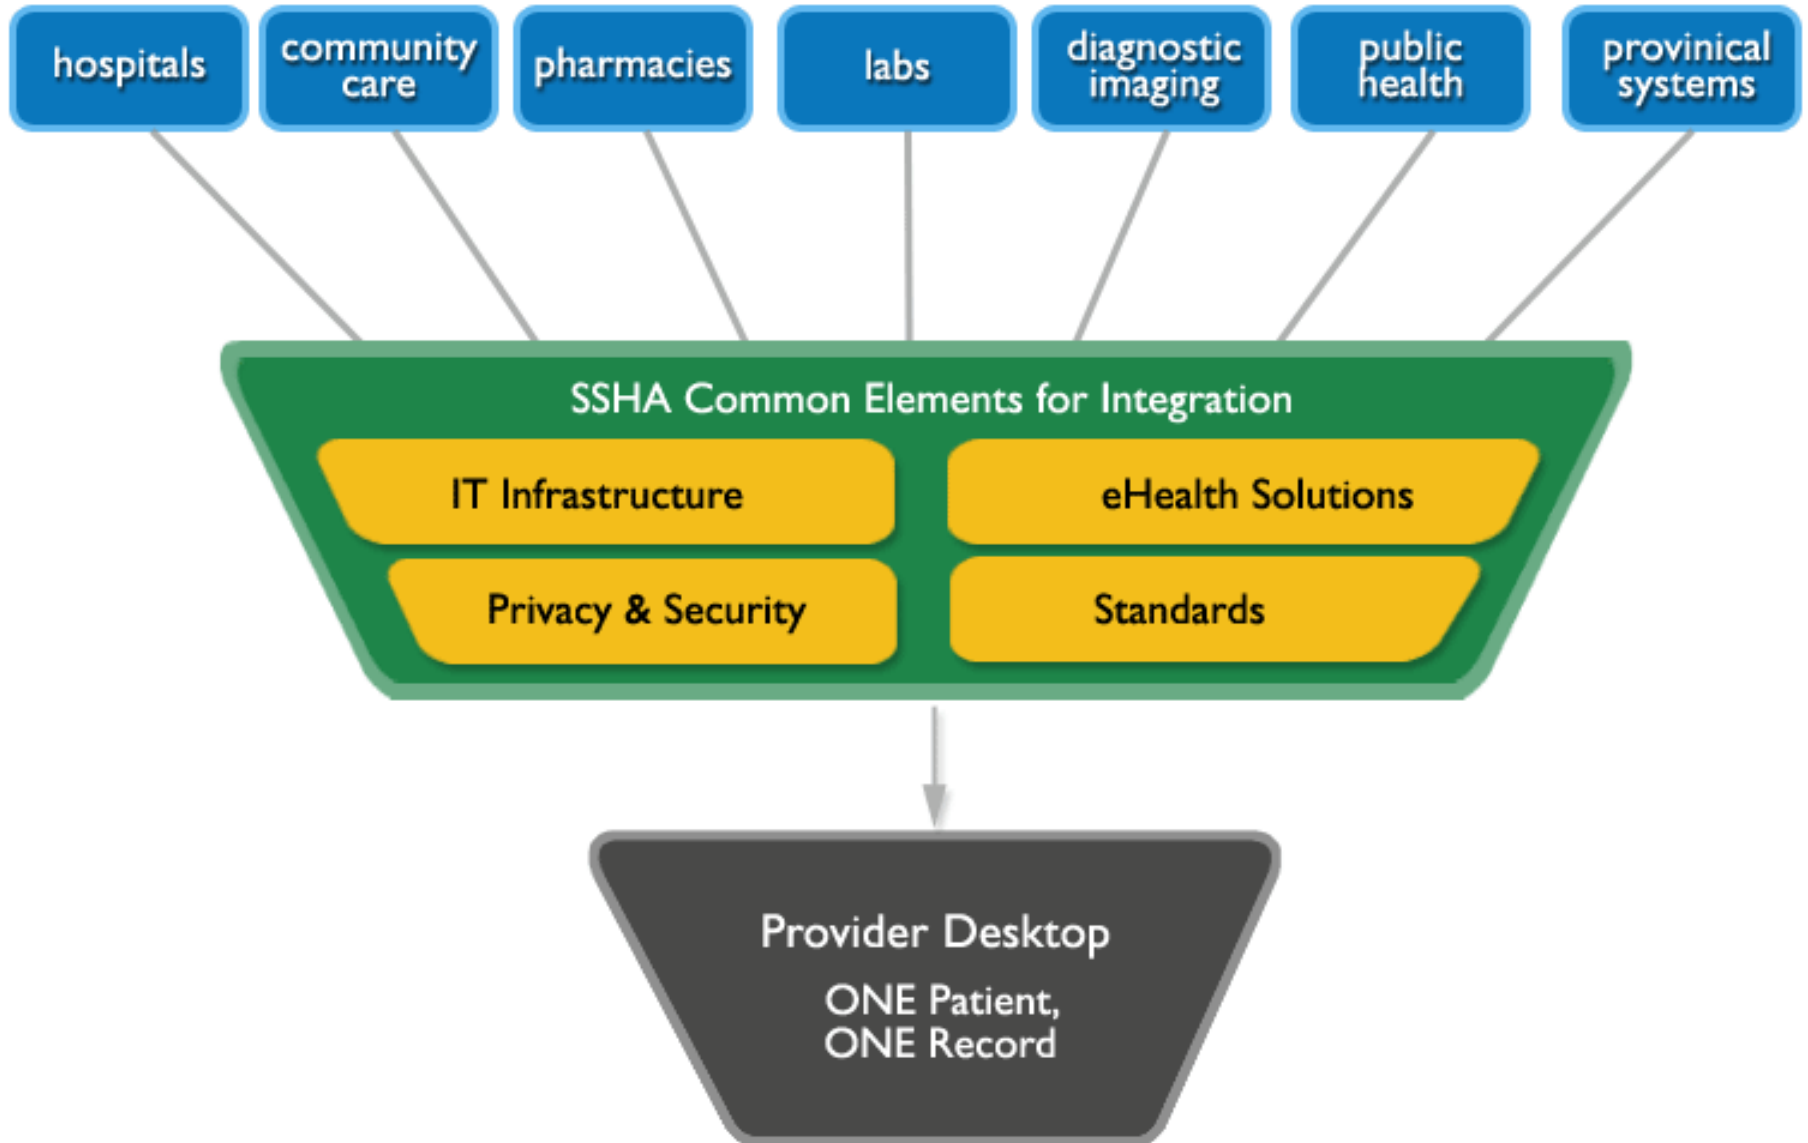 hospitals
community
care
pharmacies
labs
diagnostic
imaging
public
health
provinical
systems
SSHA Common Elements for Integration
IT Infrastructure
eHealth Solutions
Privacy & Security
Standards
Provider Desktop
ONE Patient,
ONE Record